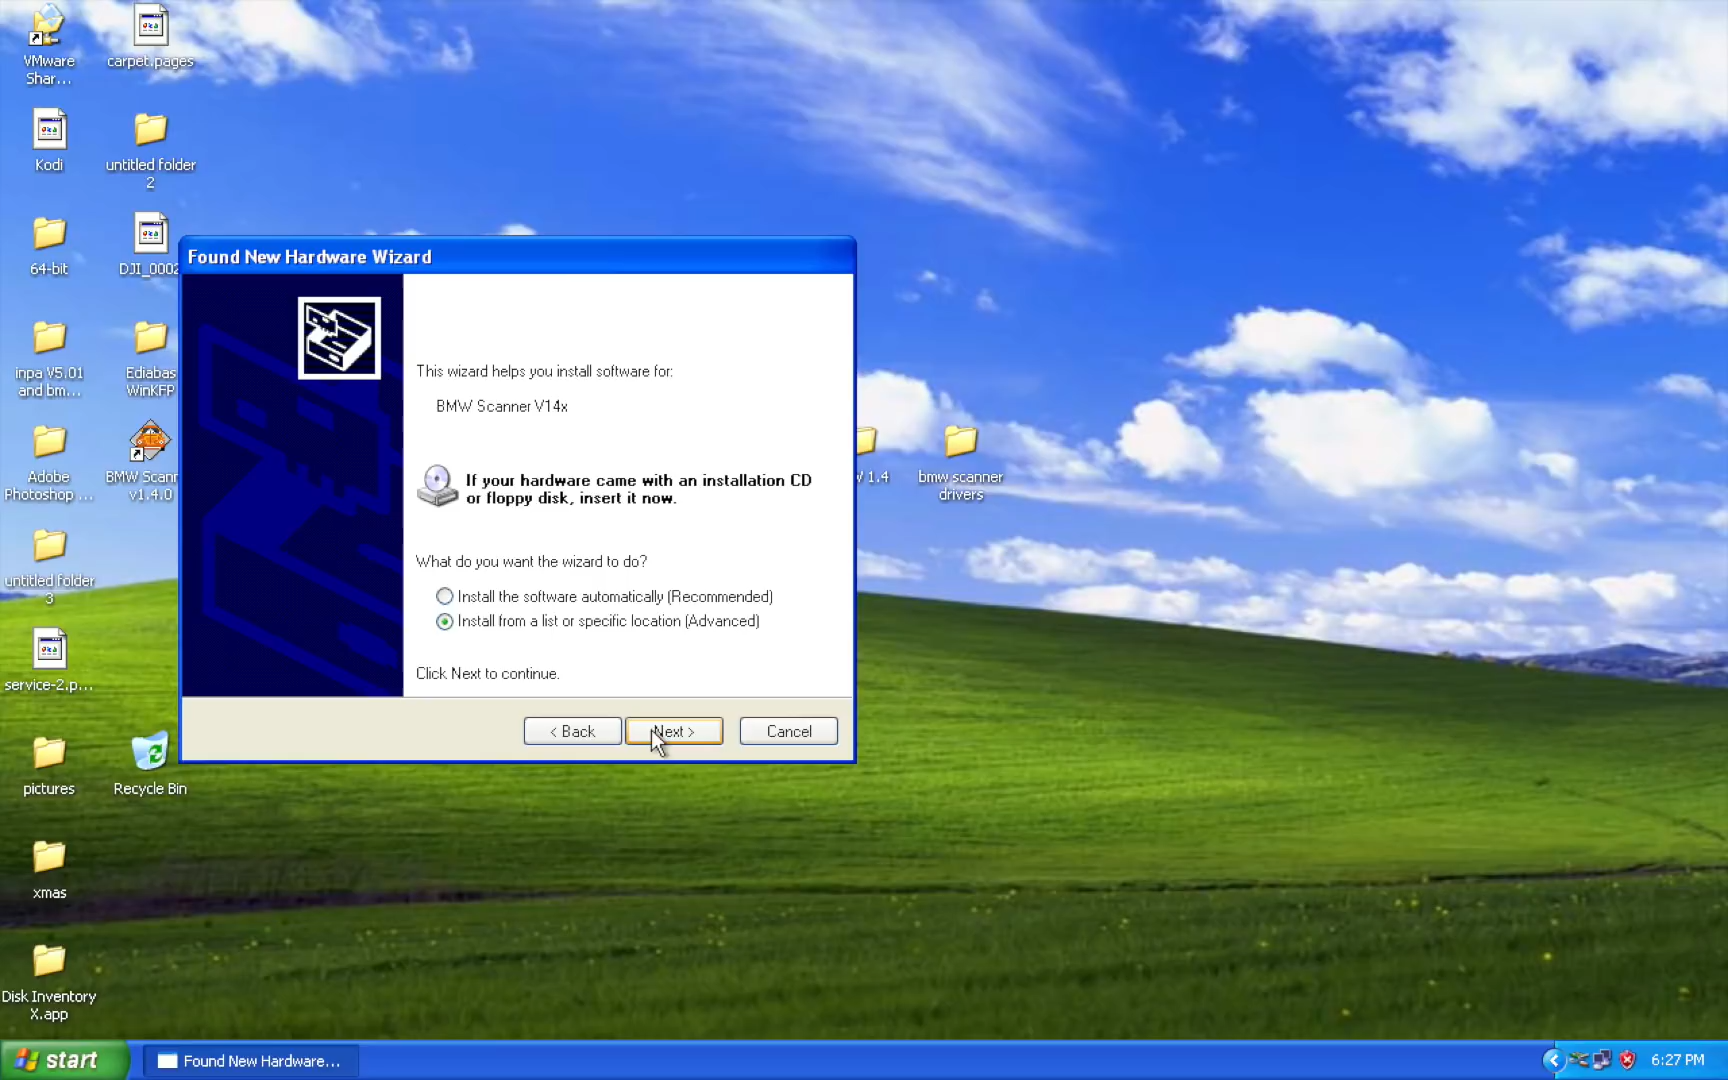 VMware
Shar...
carpet.pages
Kodi
untitled folder
2
64-bit
DJI_0002
inpa V5.01
and bm...
Ediabas
WinKFP
Adobe
Photoshop ...
BMW Scann
v1.4.0
untitled folder
3
service-2.p...
pictures
Recycle Bin
xmas
Disk Inventory
X.app
Found New Hardware Wizard
This wizard helps you install software for:
BMW Scanner V14x
If your hardware came with an installation CD
or floppy disk, insert it now.
What do you want the wizard to do?
Install the software automatically (Recommended)
Install from a list or specific location (Advanced)
Click Next to continue.
< Back
Next >
Cancel
V 1.4
bmw scanner
drivers
start
Found New Hardware...
6:27 PM